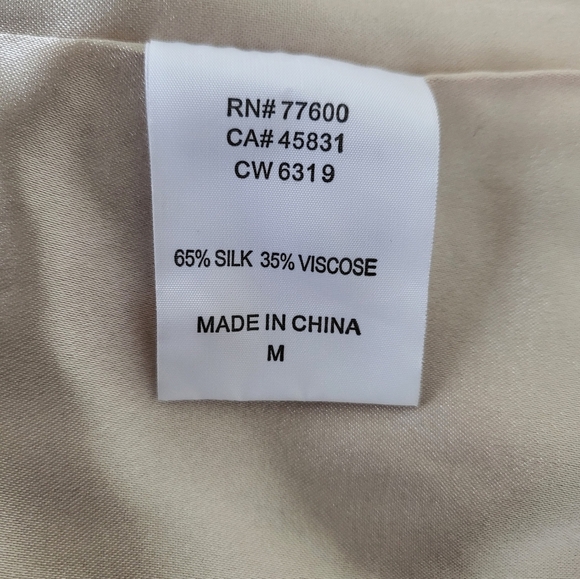 RN# 77600
CA# 45831
CW 6319
65% SILK 35% VISCOSE
MADE IN CHINA
M